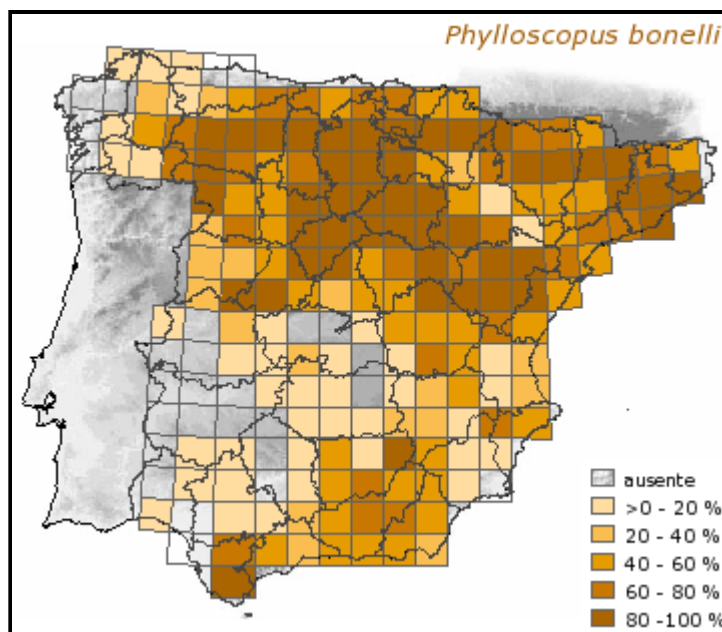 Phylloscopus bonelli
ausente
>0 - 20 %
20 - 40 %
40 - 60 %
60 - 80 %
80 -100 %